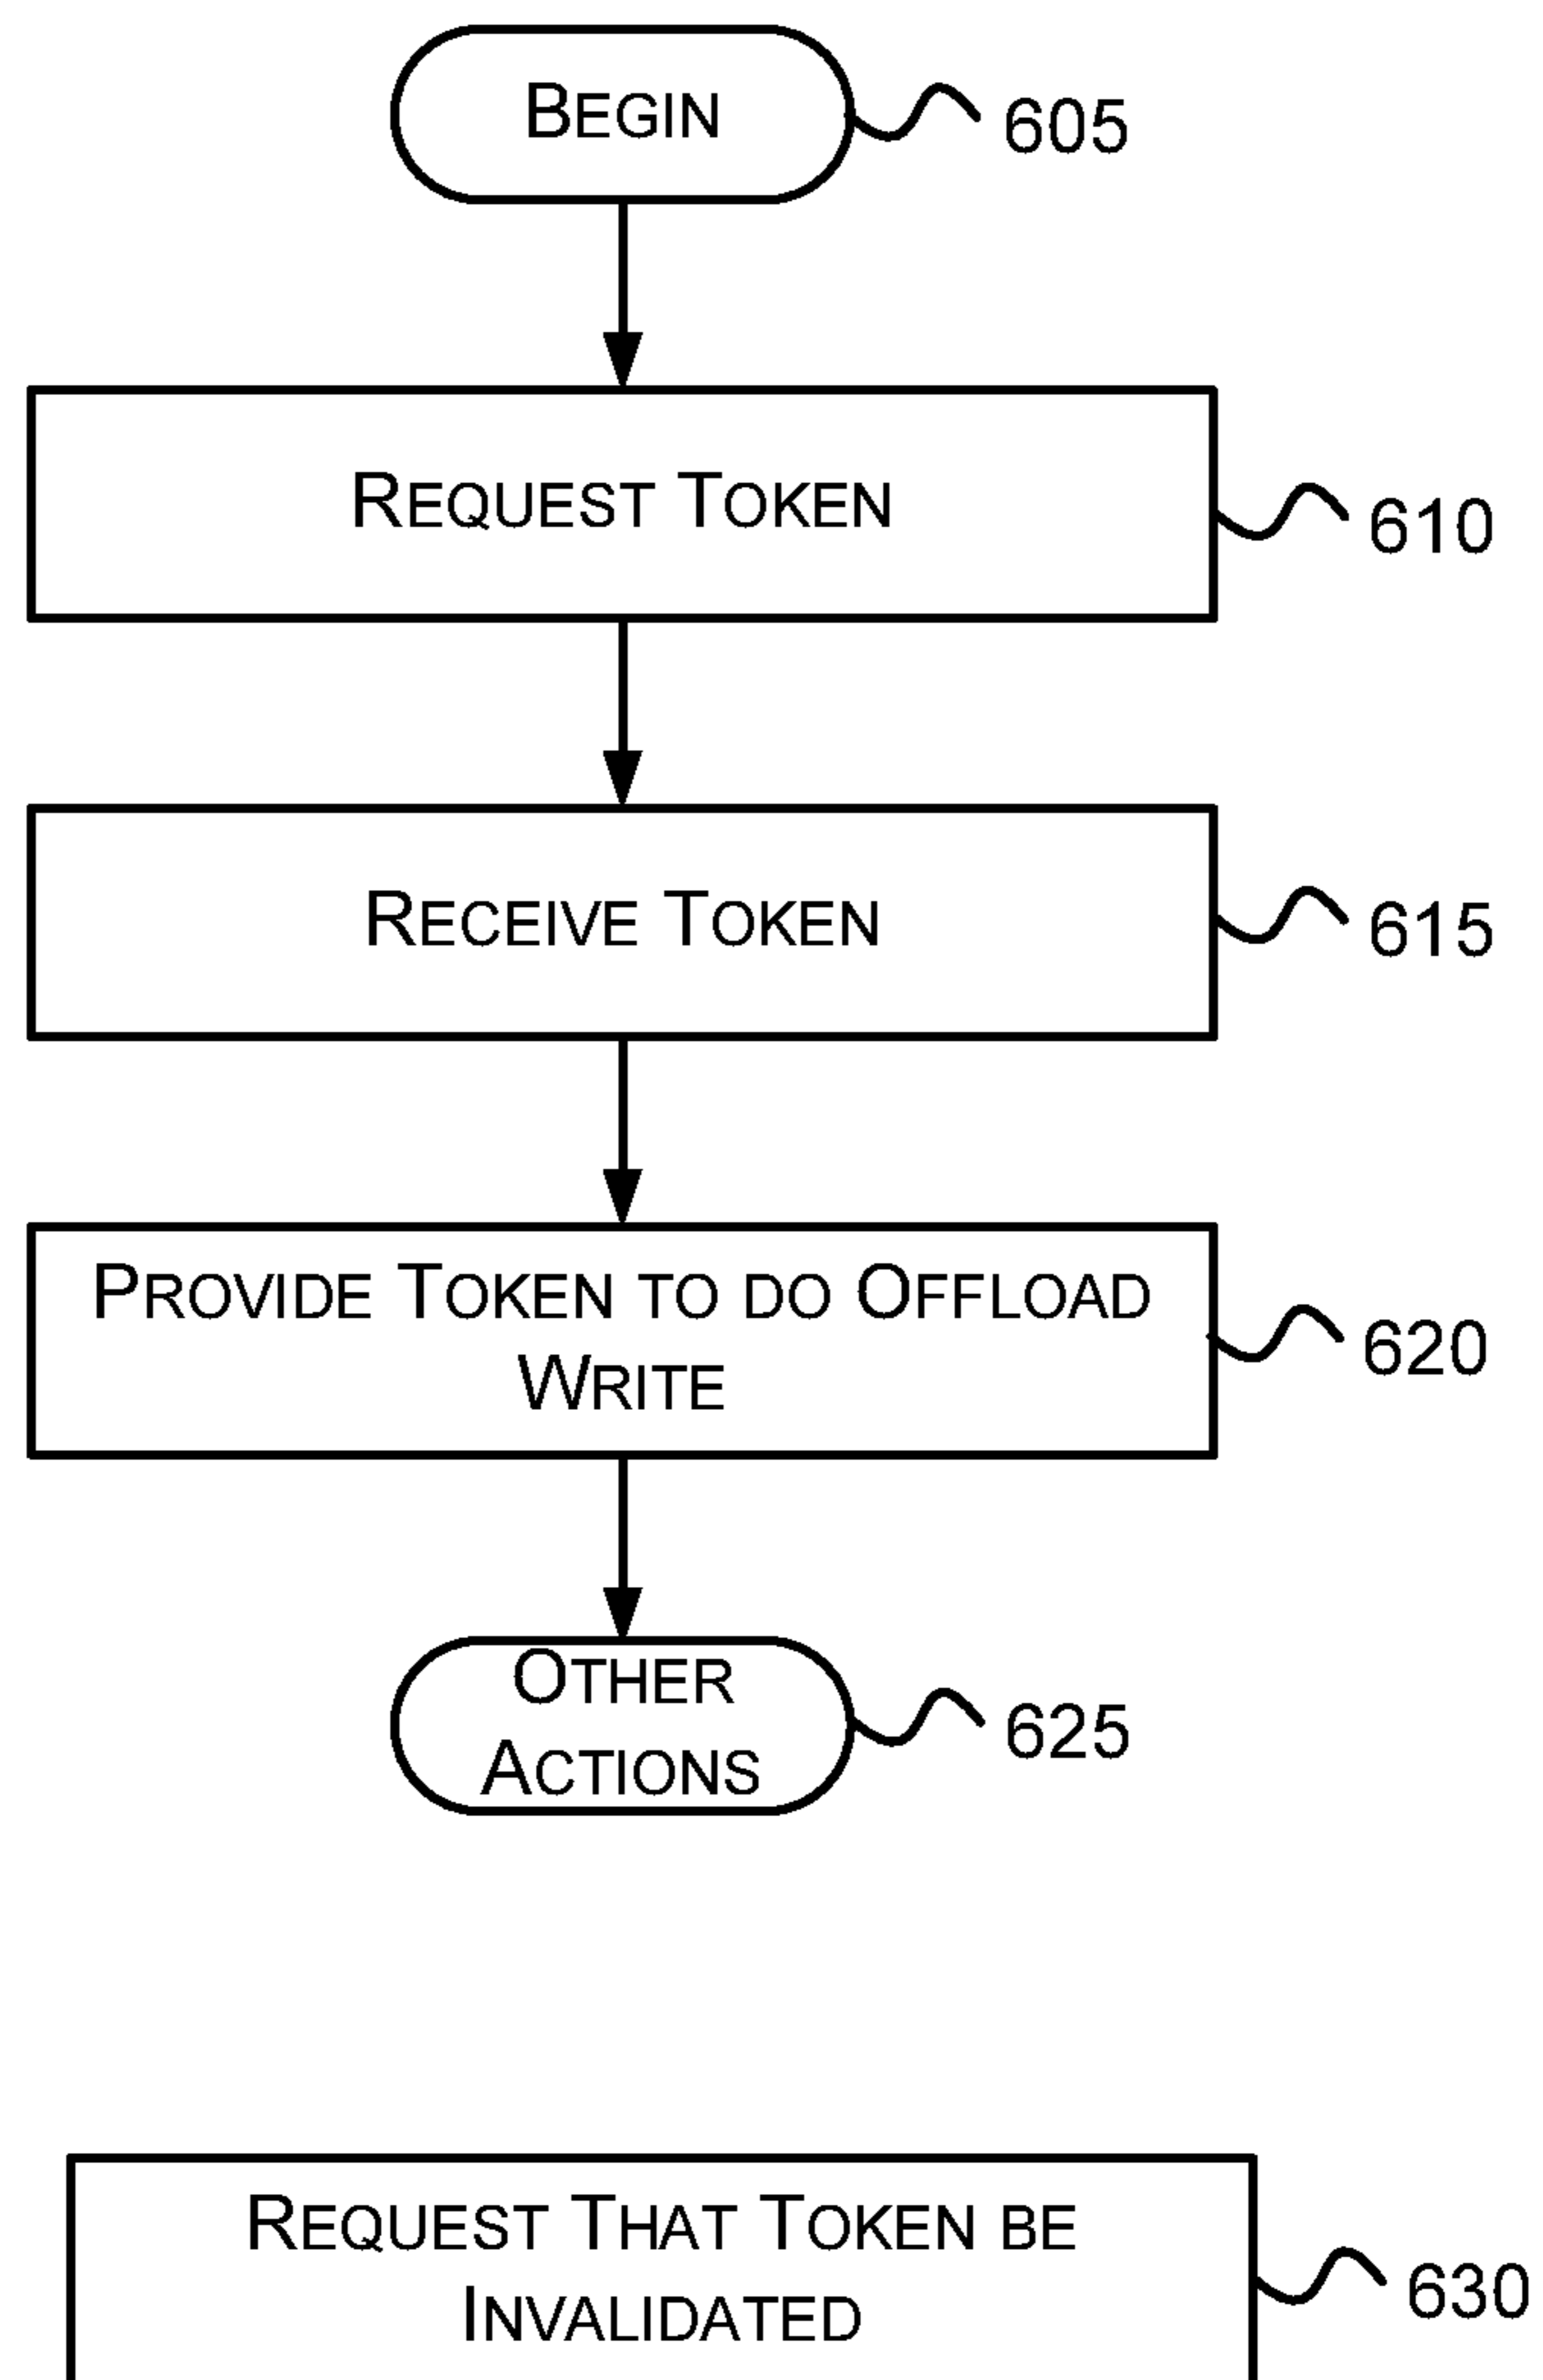 BEGIN
605
REQUEST TOKEN
610
RECEIVE TOKEN
615
PROVIDE TOKEN TO DO OFFLOAD
WRITE
620
OTHER
ACTIONS
625
REQUEST THAT TOKEN BE
INVALIDATED
630